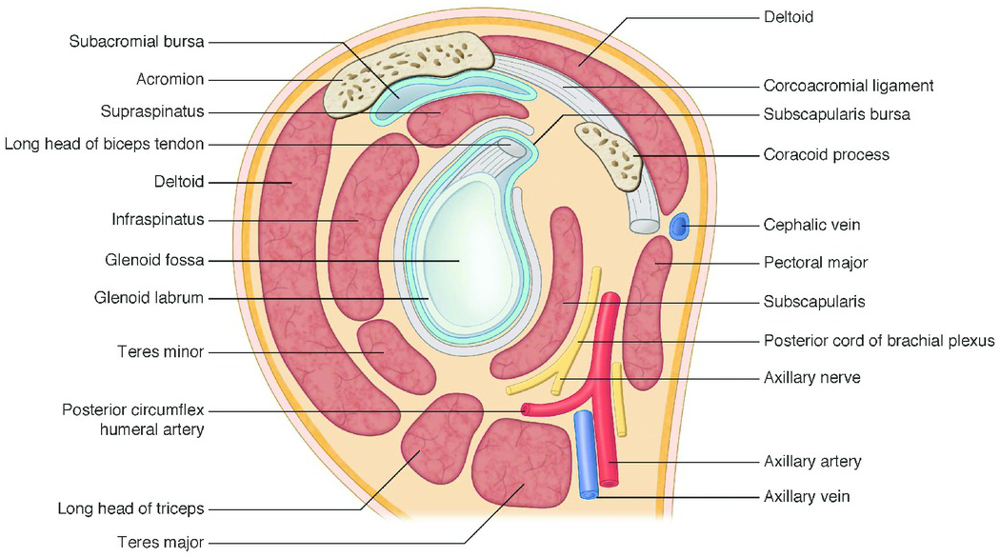 Subacromial bursa
Acromion
Supraspinatus
Long head of biceps tendon
Deltoid
Infraspinatus
Glenoid fossa
Glenoid labrum
Teres minor
Posterior circumflex
humeral artery
Long head of triceps
Teres major
Deltoid
Corcoacromial ligament
Subscapularis bursa
Coracoid process
Cephalic vein
Pectoral major
Subscapularis
Posterior cord of brachial plexus
Axillary nerve
Axillary artery
Axillary vein